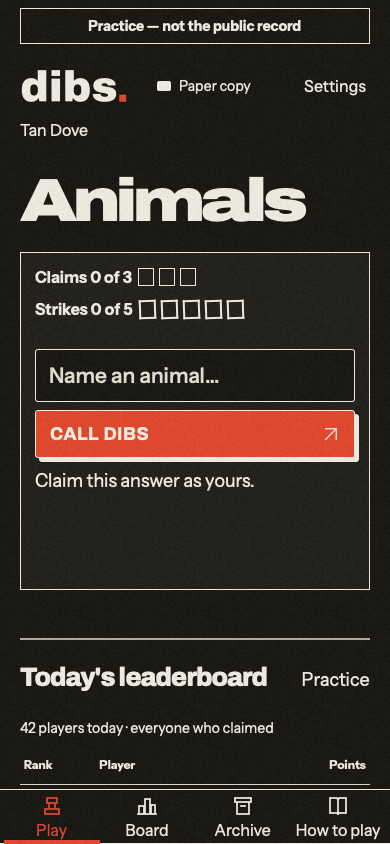 Practice — not the public record
dibs.
Paper copy
Settings
Tan Dove
Animals
Claims 0 of 3
Strikes 0 of 5
Name an animal...
CALL DIBS
Claim this answer as yours.
Today's leaderboard
Practice
42 players today · everyone who claimed
Rank Player Points
Play Board Archive How to play